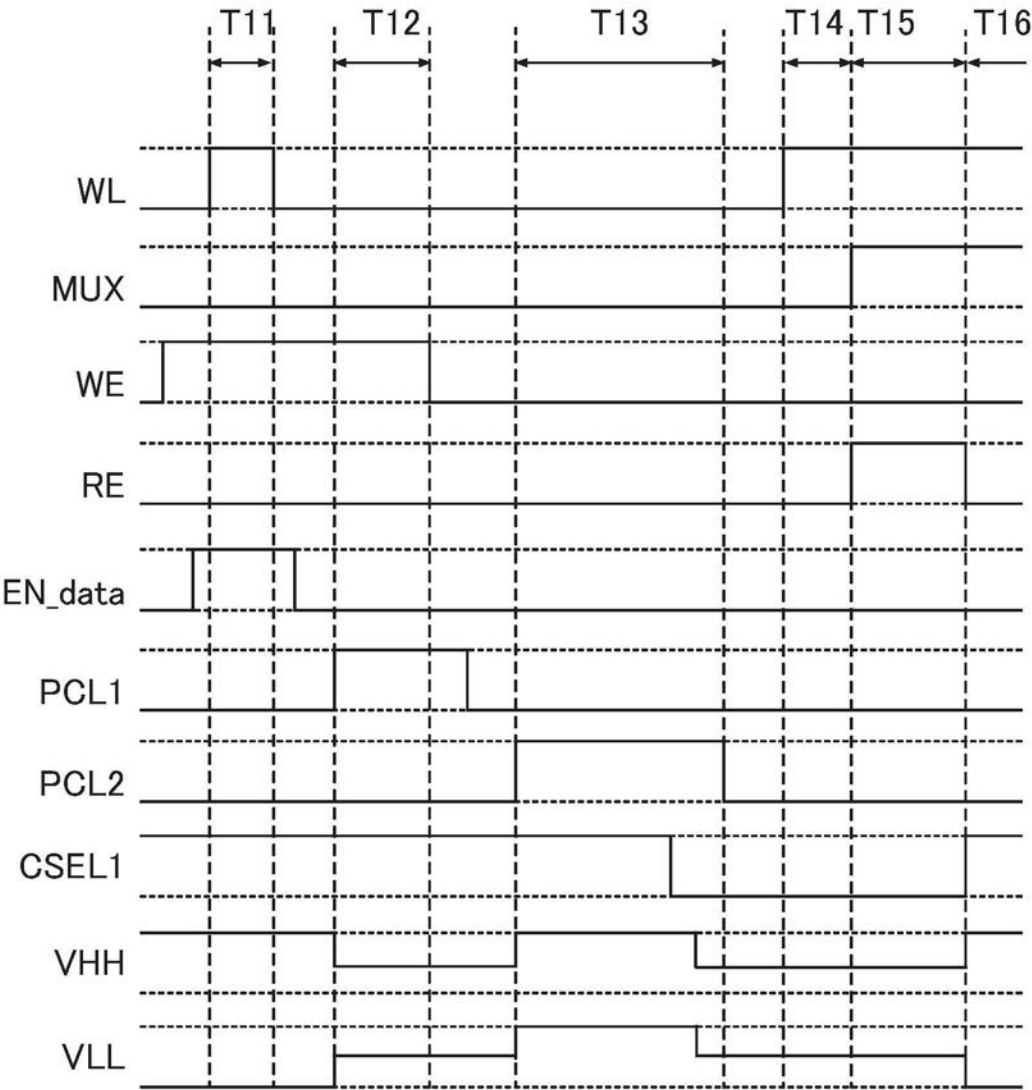 T11 T12 T13 T14 T15 T16
WL
MUX
WE
RE
EN_data
PCL1
PCL2
CSEL1
VHH
VLL